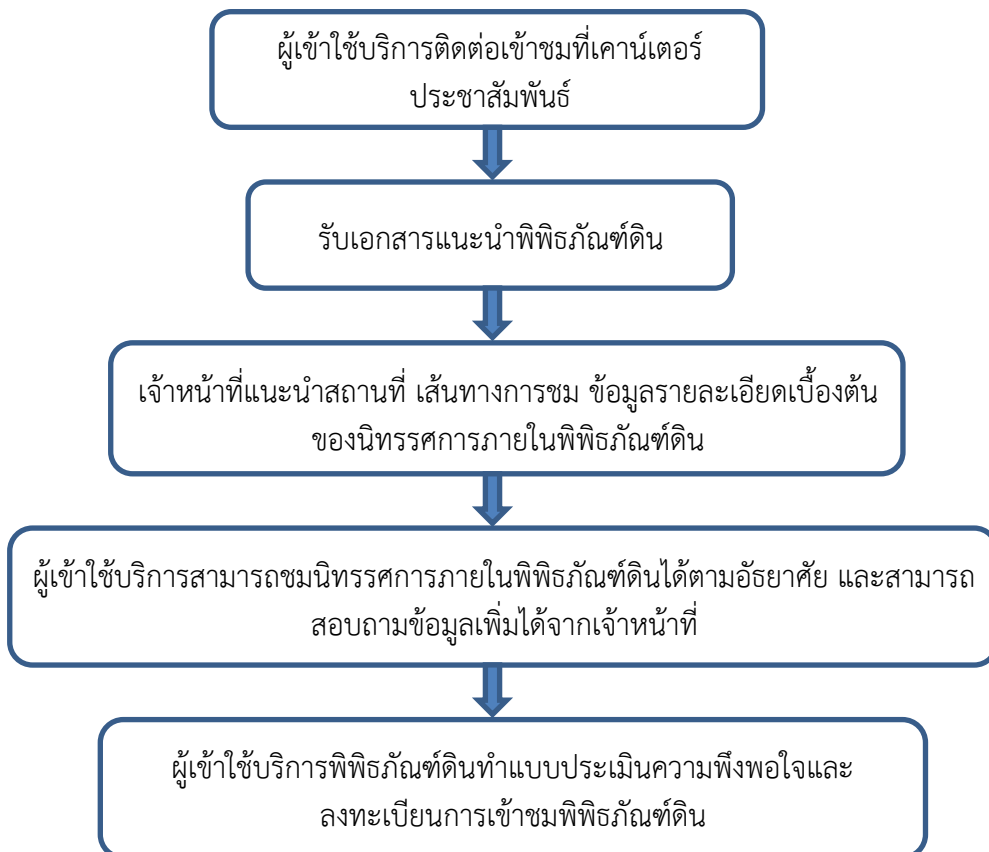 ผู้เข้าใช้บริการติดต่อเข้าชมที่เคาน์เตอร์
ประชาสัมพันธ์
รับเอกสารแนะนำพิพิธภัณฑ์ดิน
เจ้าหน้าที่แนะนำสถานที่ เส้นทางการชม ข้อมูลรายละเอียดเบื้องต้น
ของนิทรรศการภายในพิพิธภัณฑ์ดิน
ผู้เข้าใช้บริการสามารถชมนิทรรศการภายในพิพิธภัณฑ์ดินได้ตามอัธยาศัย และสามารถ
สอบถามข้อมูลเพิ่มได้จากเจ้าหน้าที่
ผู้เข้าใช้บริการพิพิธภัณฑ์ดินทำแบบประเมินความพึงพอใจและ
ลงทะเบียนการเข้าชมพิพิธภัณฑ์ดิน